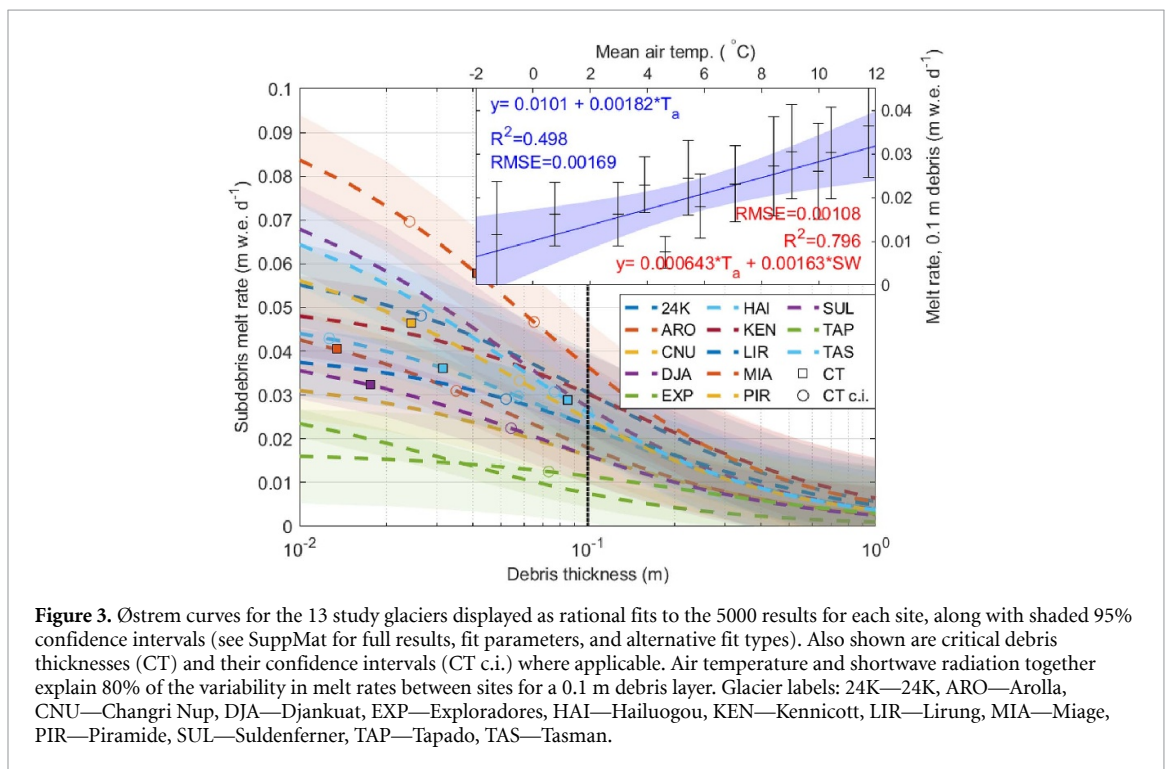 Mean air temp. ( °C)
-2 0 2 4 6 8 10 12
y= 0.0101 + 0.00182*Ta
R2=0.498
RMSE=0.00169
RMSE=0.00108
R2=0.796
y= 0.000643*Ta + 0.00163*SW
0.04
0.03
0.02
0.01
0
Melt rate, 0.1 m debris (m w.e. d-1)
0.1
0.09
0.08
0.07
0.06
0.05
0.04
0.03
0.02
0.01
0
Subdebris melt rate (m w.e. d-1)
24K HAI SUL
ARO KEN TAP
CNU LIR TAS
DJA MIA CT
EXP PIR CT c.i.
10-2 10-1 100
Debris thickness (m)
Figure 3. Østrem curves for the 13 study glaciers displayed as rational fits to the 5000 results for each site, along with shaded 95%
confidence intervals (see SuppMat for full results, fit parameters, and alternative fit types). Also shown are critical debris
thicknesses (CT) and their confidence intervals (CT c.i.) where applicable. Air temperature and shortwave radiation together
explain 80% of the variability in melt rates between sites for a 0.1 m debris layer. Glacier labels: 24K—24K, ARO—Arolla,
CNU—Changri Nup, DJA—Djankuat, EXP—Exploradores, HAI—Hailuogou, KEN—Kennicott, LIR—Lirung, MIA—Miage,
PIR—Piramide, SUL—Suldenferner, TAP—Tapado, TAS—Tasman.